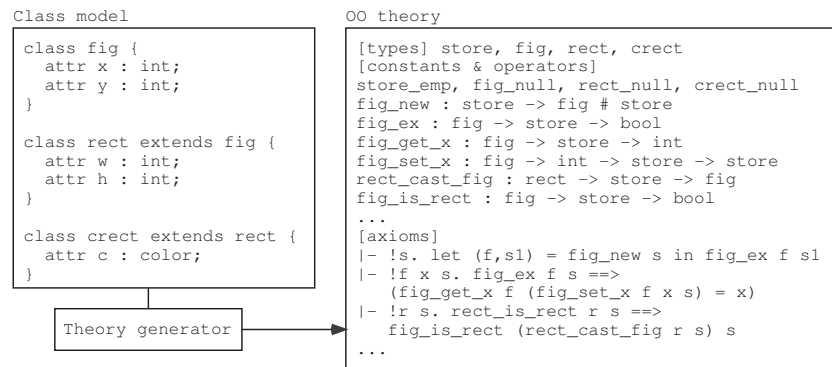 Class model
class fig {
  attr x : int;
  attr y : int;
}
class rect extends fig {
  attr w : int;
  attr h : int;
}
class crect extends rect {
  attr c : color;
}
Theory generator
OO theory
[types] store, fig, rect, crect
[constants & operators]
store_emp, fig_null, rect_null, crect_null
fig_new : store -> fig # store
fig_ex : fig -> store -> bool
fig_get_x : fig -> store -> int
fig_set_x : fig -> int -> store -> store
rect_cast_fig : rect -> store -> fig
fig_is_rect : fig -> store -> bool
...
[axioms]
|- !s. let (f,s1) = fig_new s in fig_ex f s1
|- !f x s. fig_ex f s ==>
   (fig_get_x f (fig_set_x f x s) = x)
|- !r s. rect_is_rect r s ==>
   fig_is_rect (rect_cast_fig r s) s
...